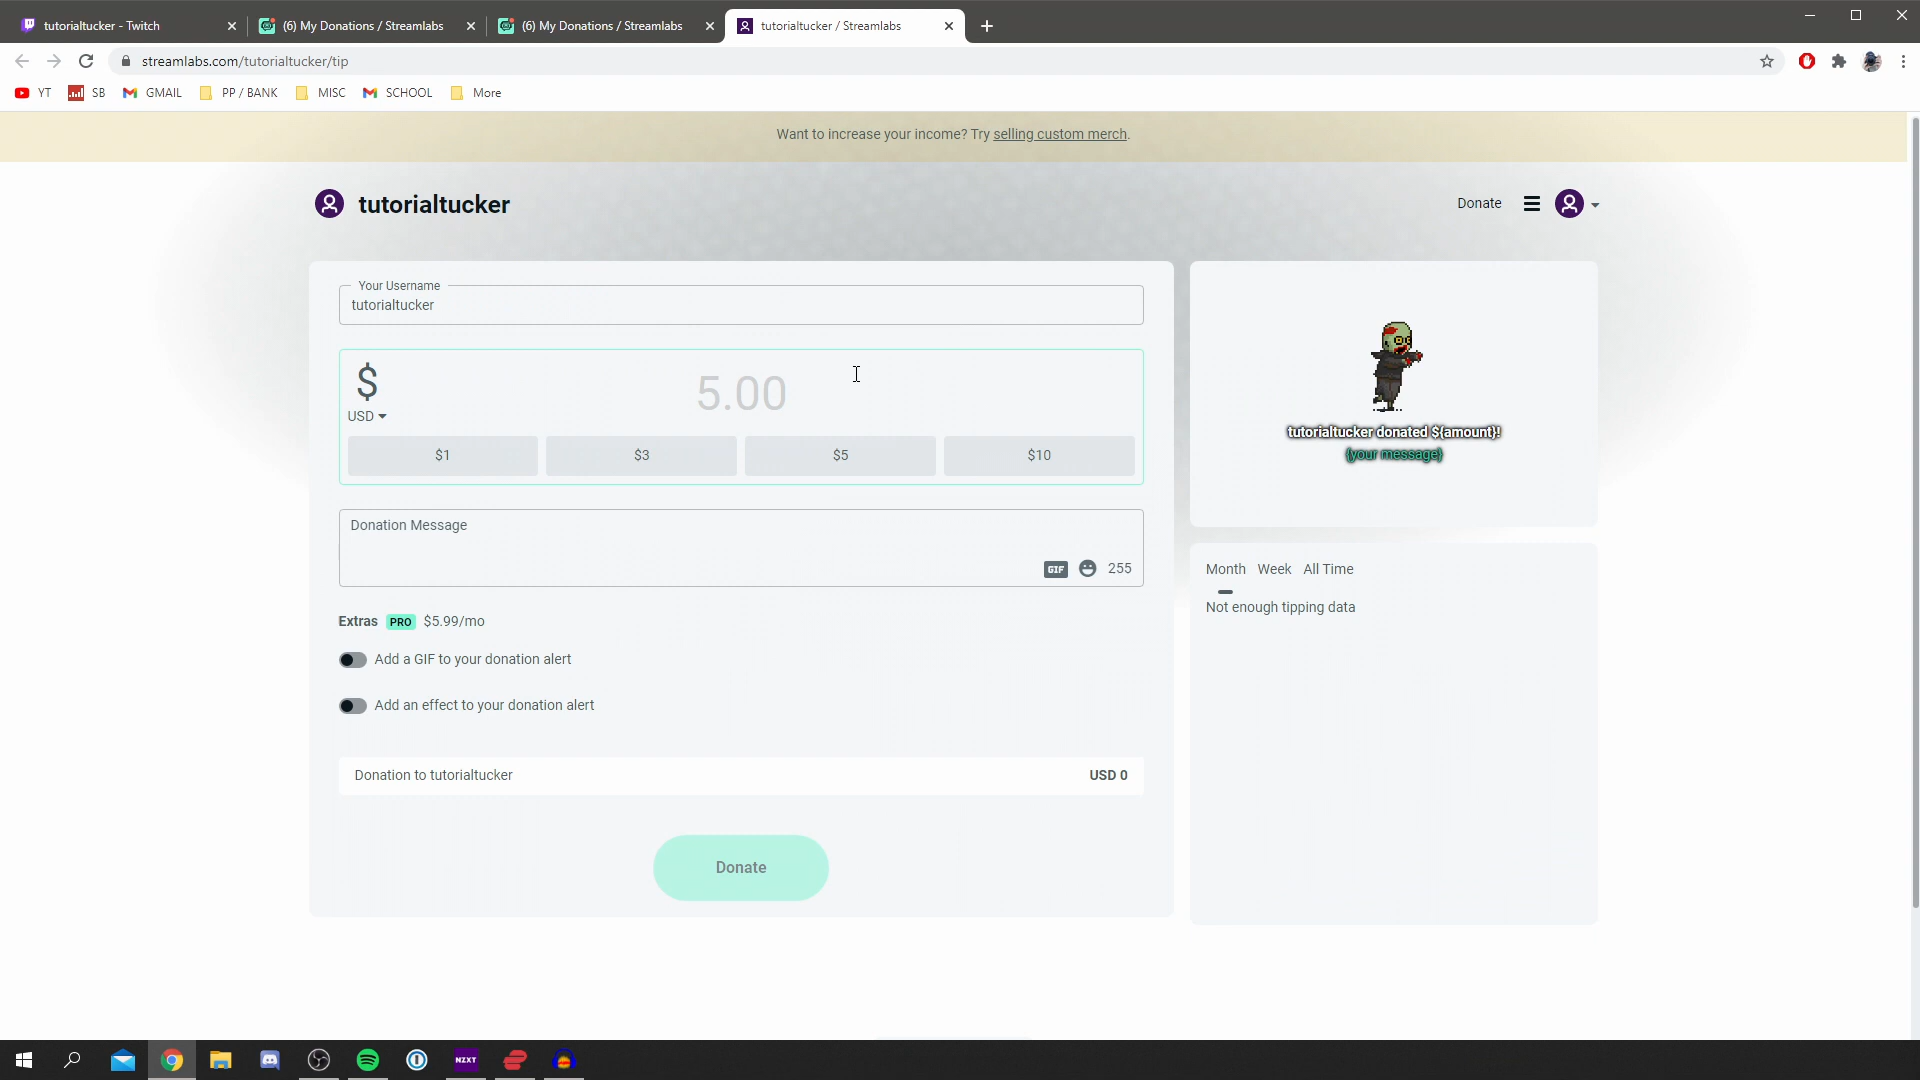 tutorialtucker - Twitch
(6) My Donations / Streamlabs
(6) My Donations / Streamlabs
tutorialtucker / Streamlabs
streamlabs.com/tutorialtucker/tip
YT
SB
GMAIL
PP / BANK
MISC
SCHOOL
More
Want to increase your income? Try selling custom merch.
tutorialtucker
Donate
Your Username
tutorialtucker
$
5.00
USD
$1
$3
$5
$10
tutorialtucker donated ${amount}!
{your message}
Donation Message
GIF
255
Month Week All Time
Not enough tipping data
Extras PRO $5.99/mo
Add a GIF to your donation alert
Add an effect to your donation alert
Donation to tutorialtucker
USD 0
Donate
NZXT